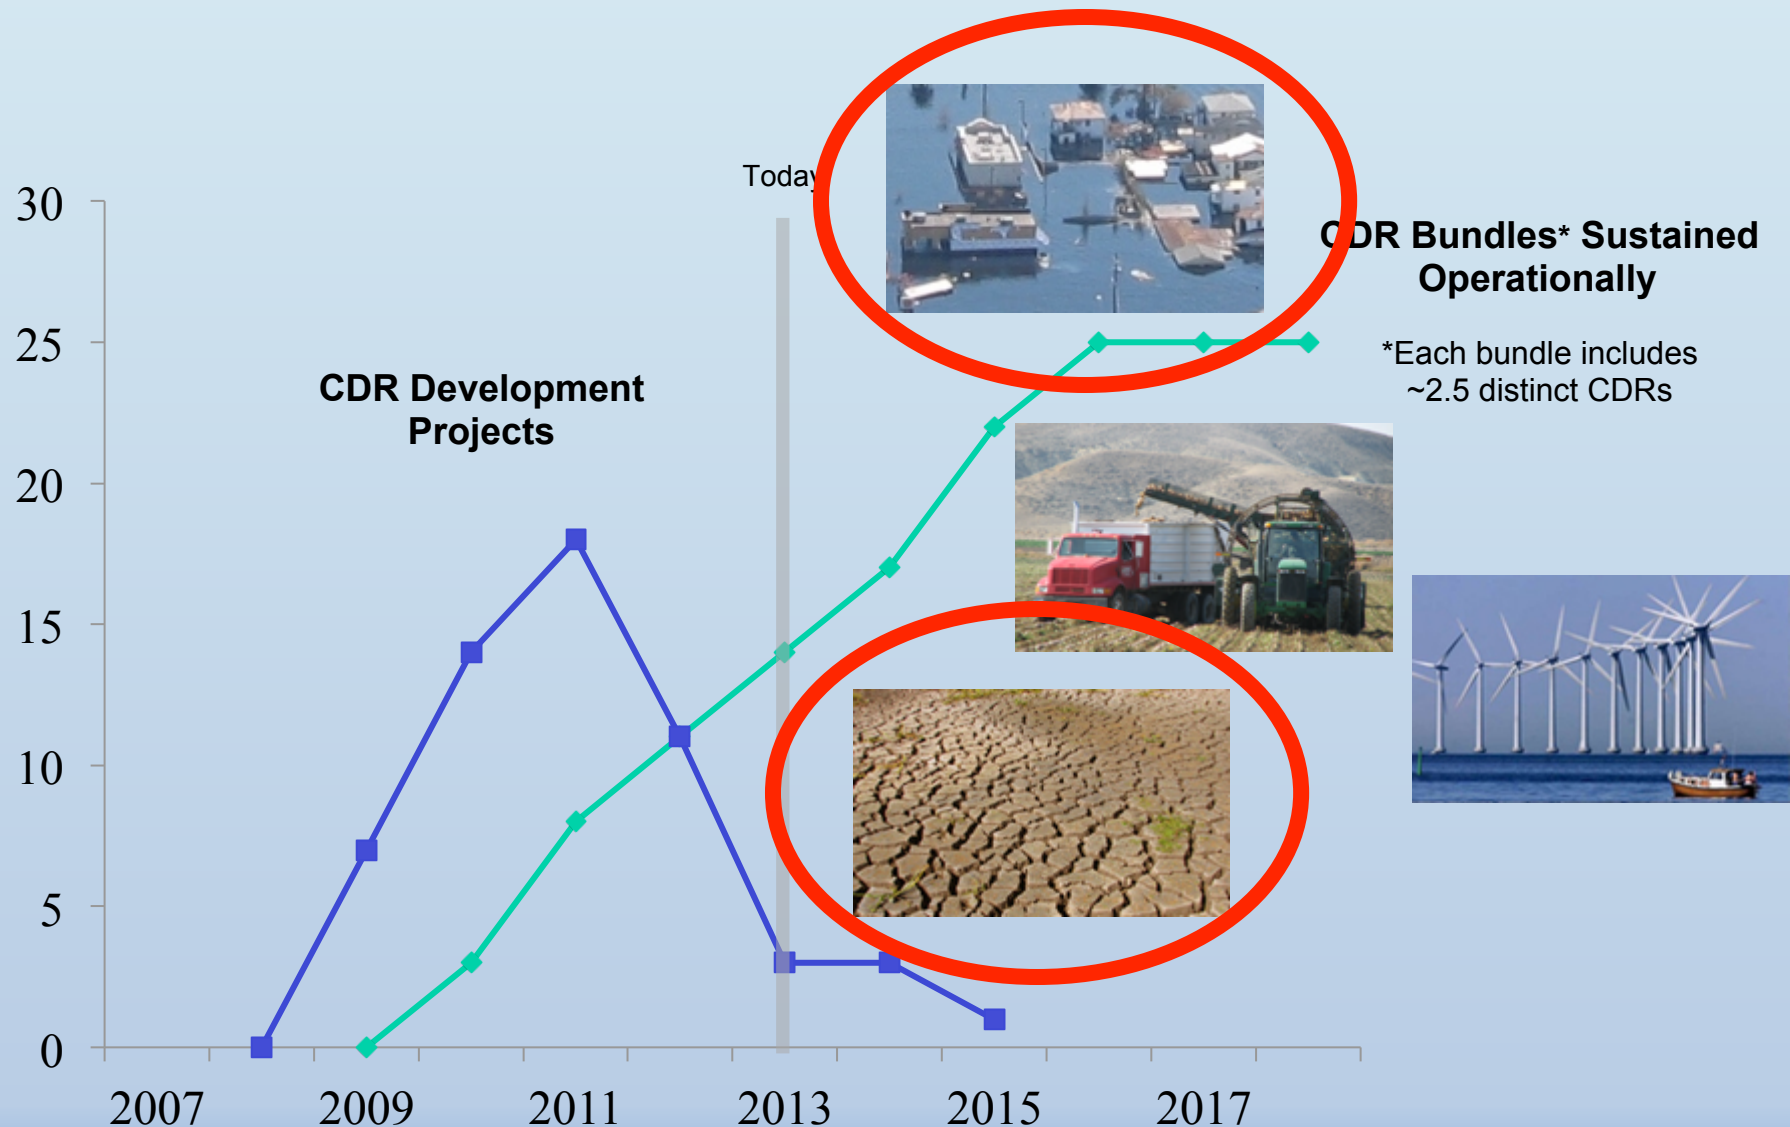 Today
CDR Bundles* Sustained
Operationally
*Each bundle includes
~2.5 distinct CDRs
CDR Development
Projects
30
25
20
15
10
5
0
2007 2009 2011 2013 2015 2017